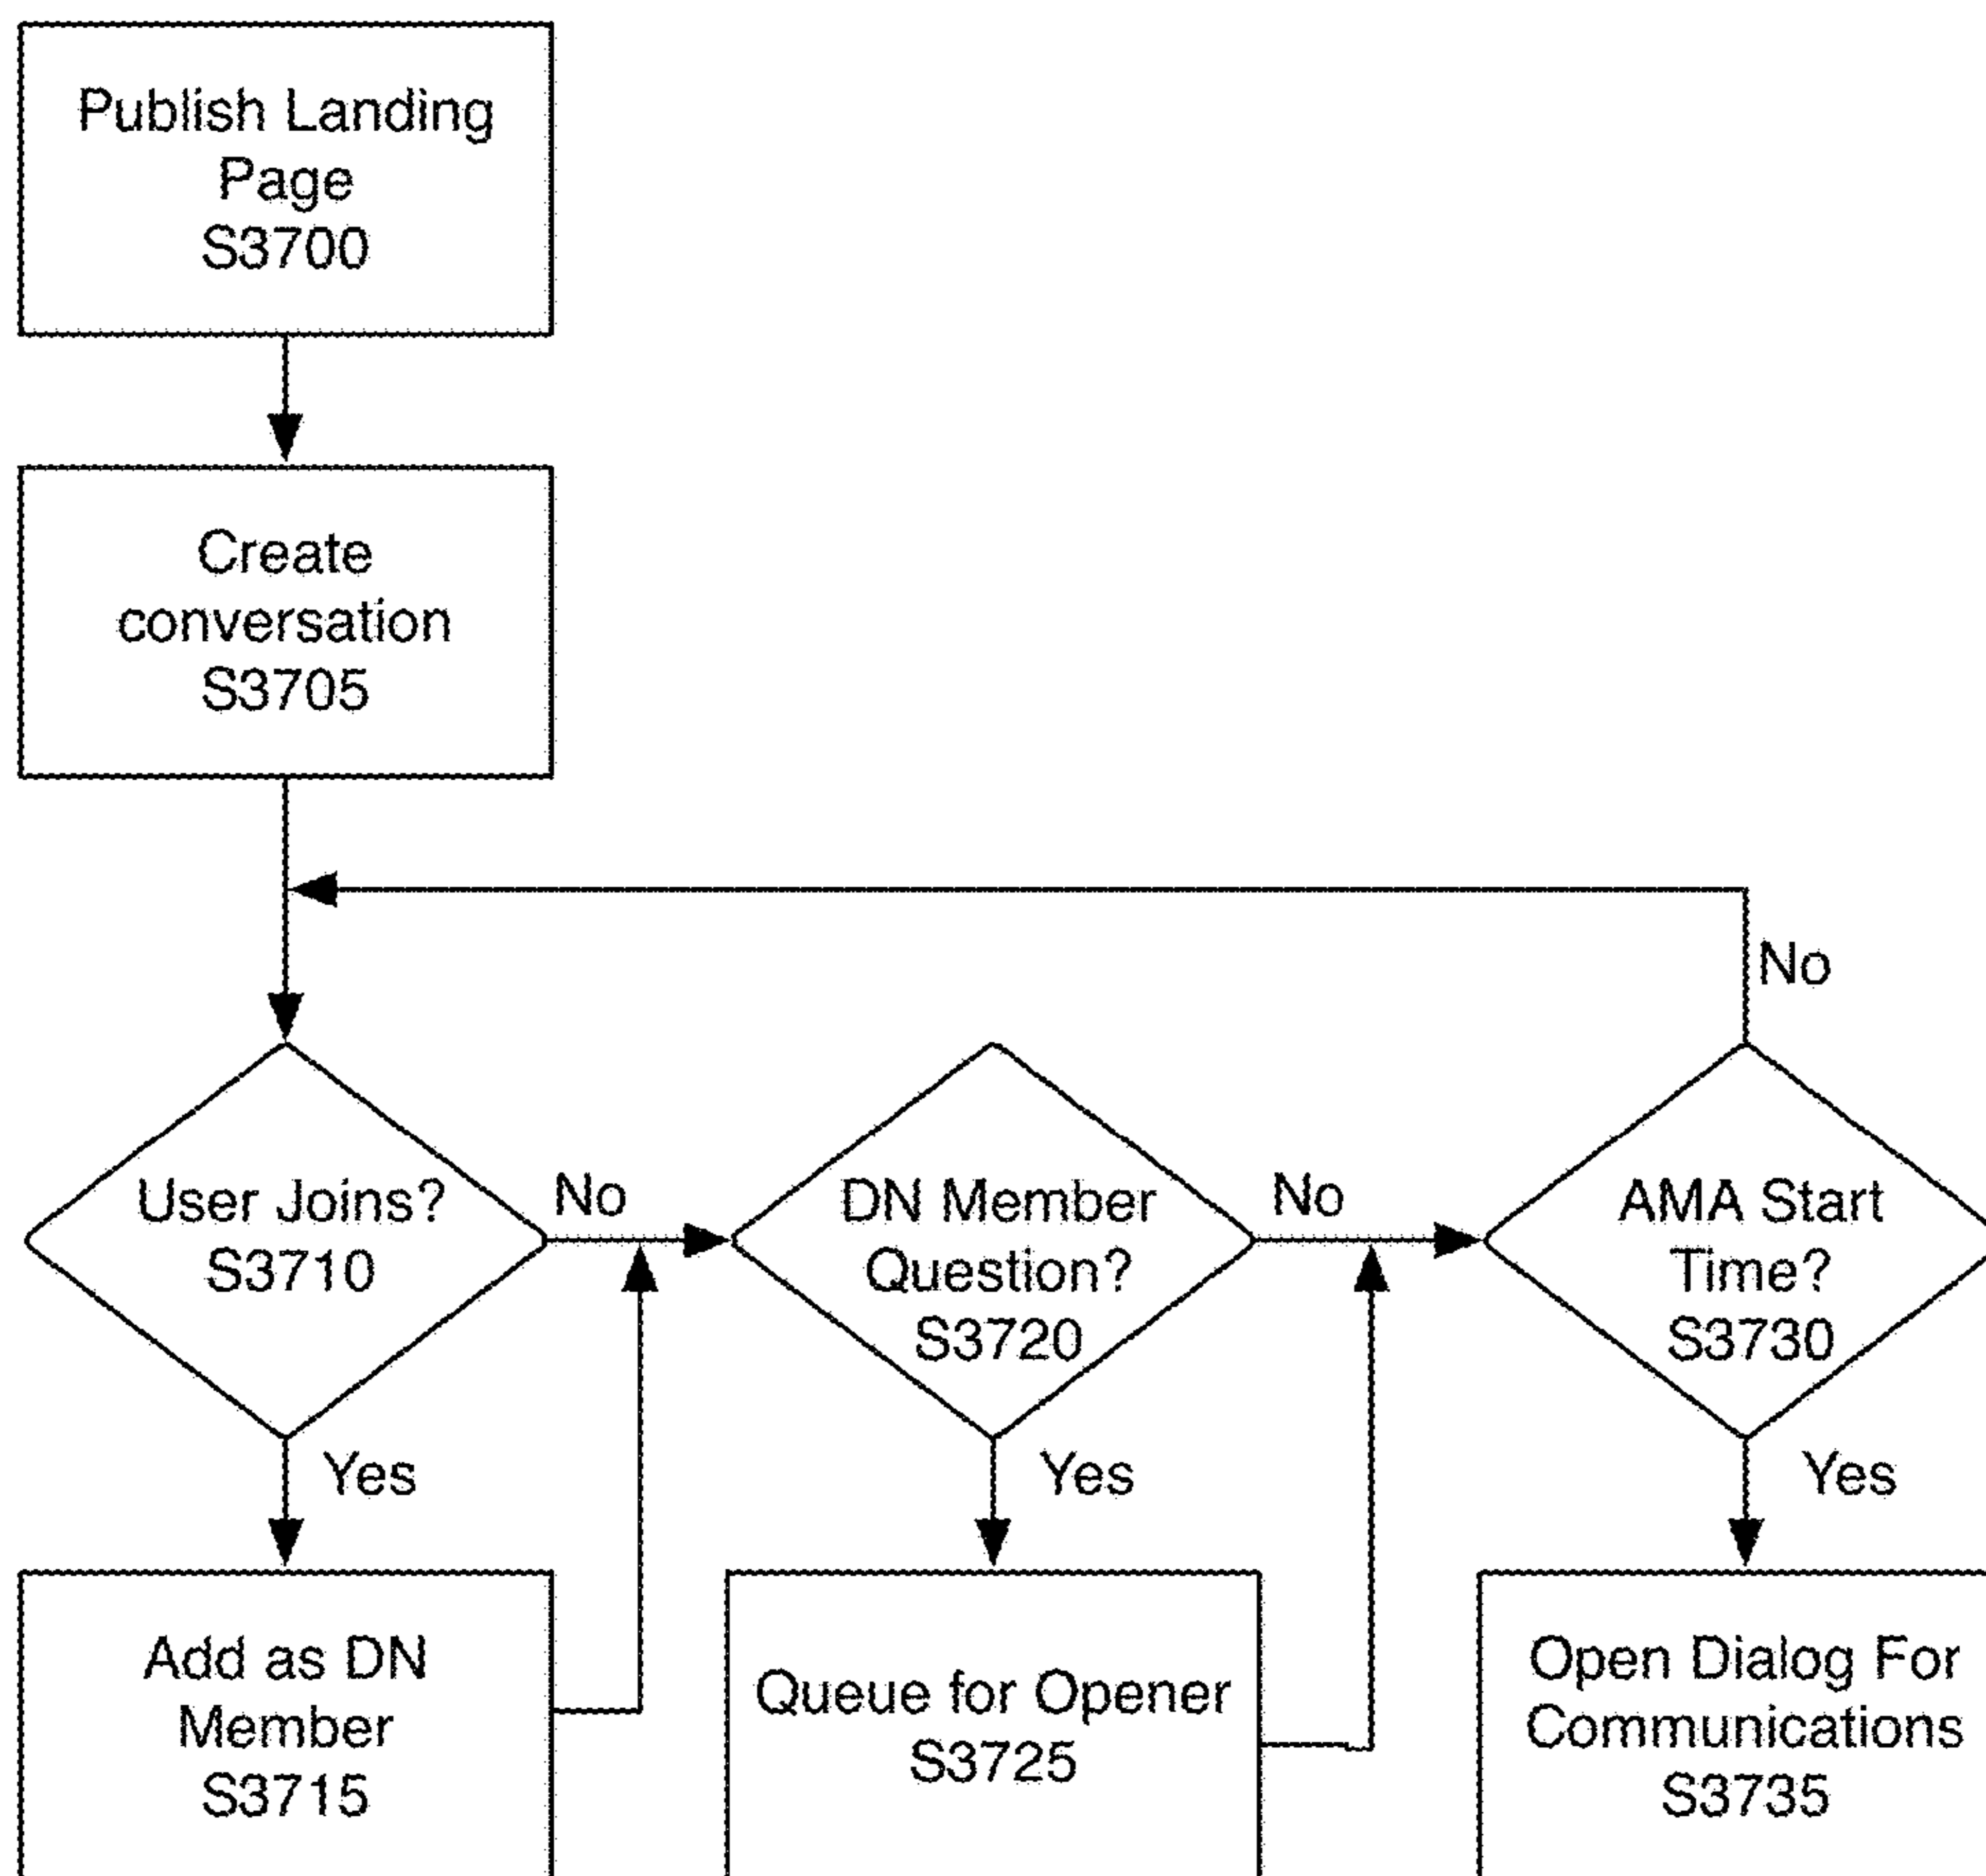 Publish Landing
Page
S3700
Create
conversation
S3705
No
User Joins?
S3710
No
DN Member
Question?
S3720
No
AMA Start
Time?
S3730
Yes
Yes
Yes
Add as DN
Member
S3715
Queue for Opener
S3725
Open Dialog For
Communications
S3735